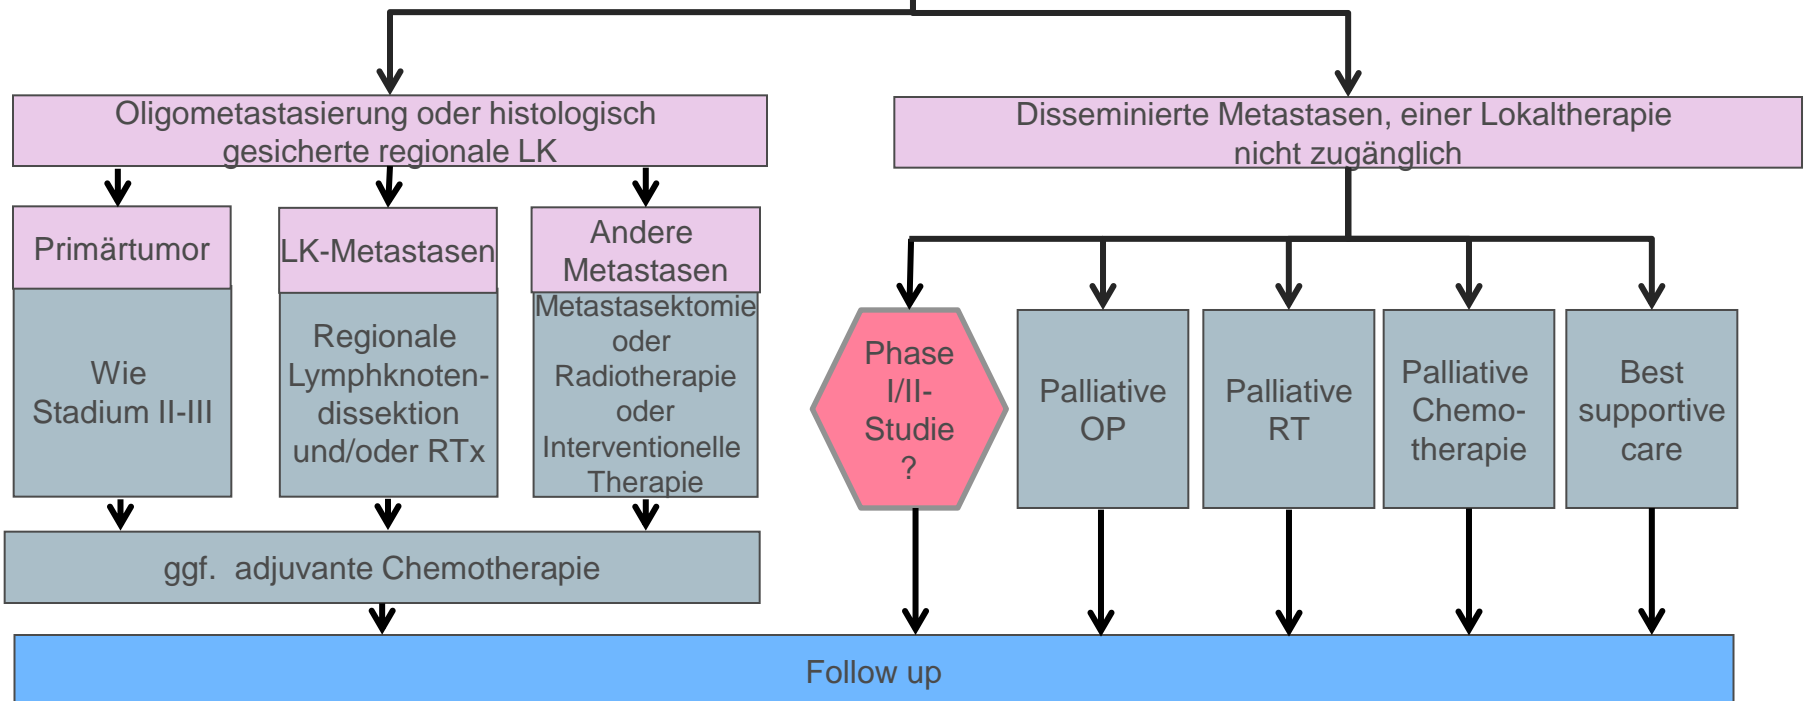 Oligometastasierung oder histologisch
gesicherte regionale LK
Disseminierte Metastasen, einer Lokaltherapie
nicht zugänglich
Primärtumor
Wie
Stadium II-III
LK-Metastasen
Regionale
Lymphknoten-
dissektion
und/oder RTx
Andere
Metastasen
Metastasektomie
oder
Radiotherapie
oder
Interventionelle
Therapie
Phase
I/II-
Studie
?
Palliative
OP
Palliative
RT
Palliative
Chemo-
therapie
Best
supportive
care
ggf. adjuvante Chemotherapie
Follow up